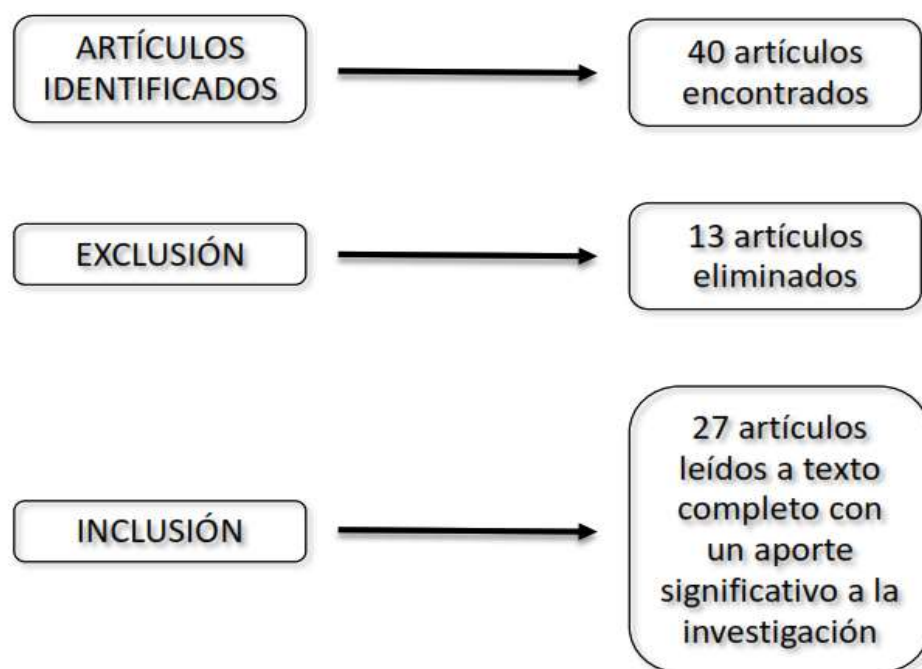 ARTÍCULOS
IDENTIFICADOS
40 artículos
encontrados
EXCLUSIÓN
13 artículos
eliminados
INCLUSIÓN
27 artículos
leídos a texto
completo con
un aporte
significativo a la
investigación